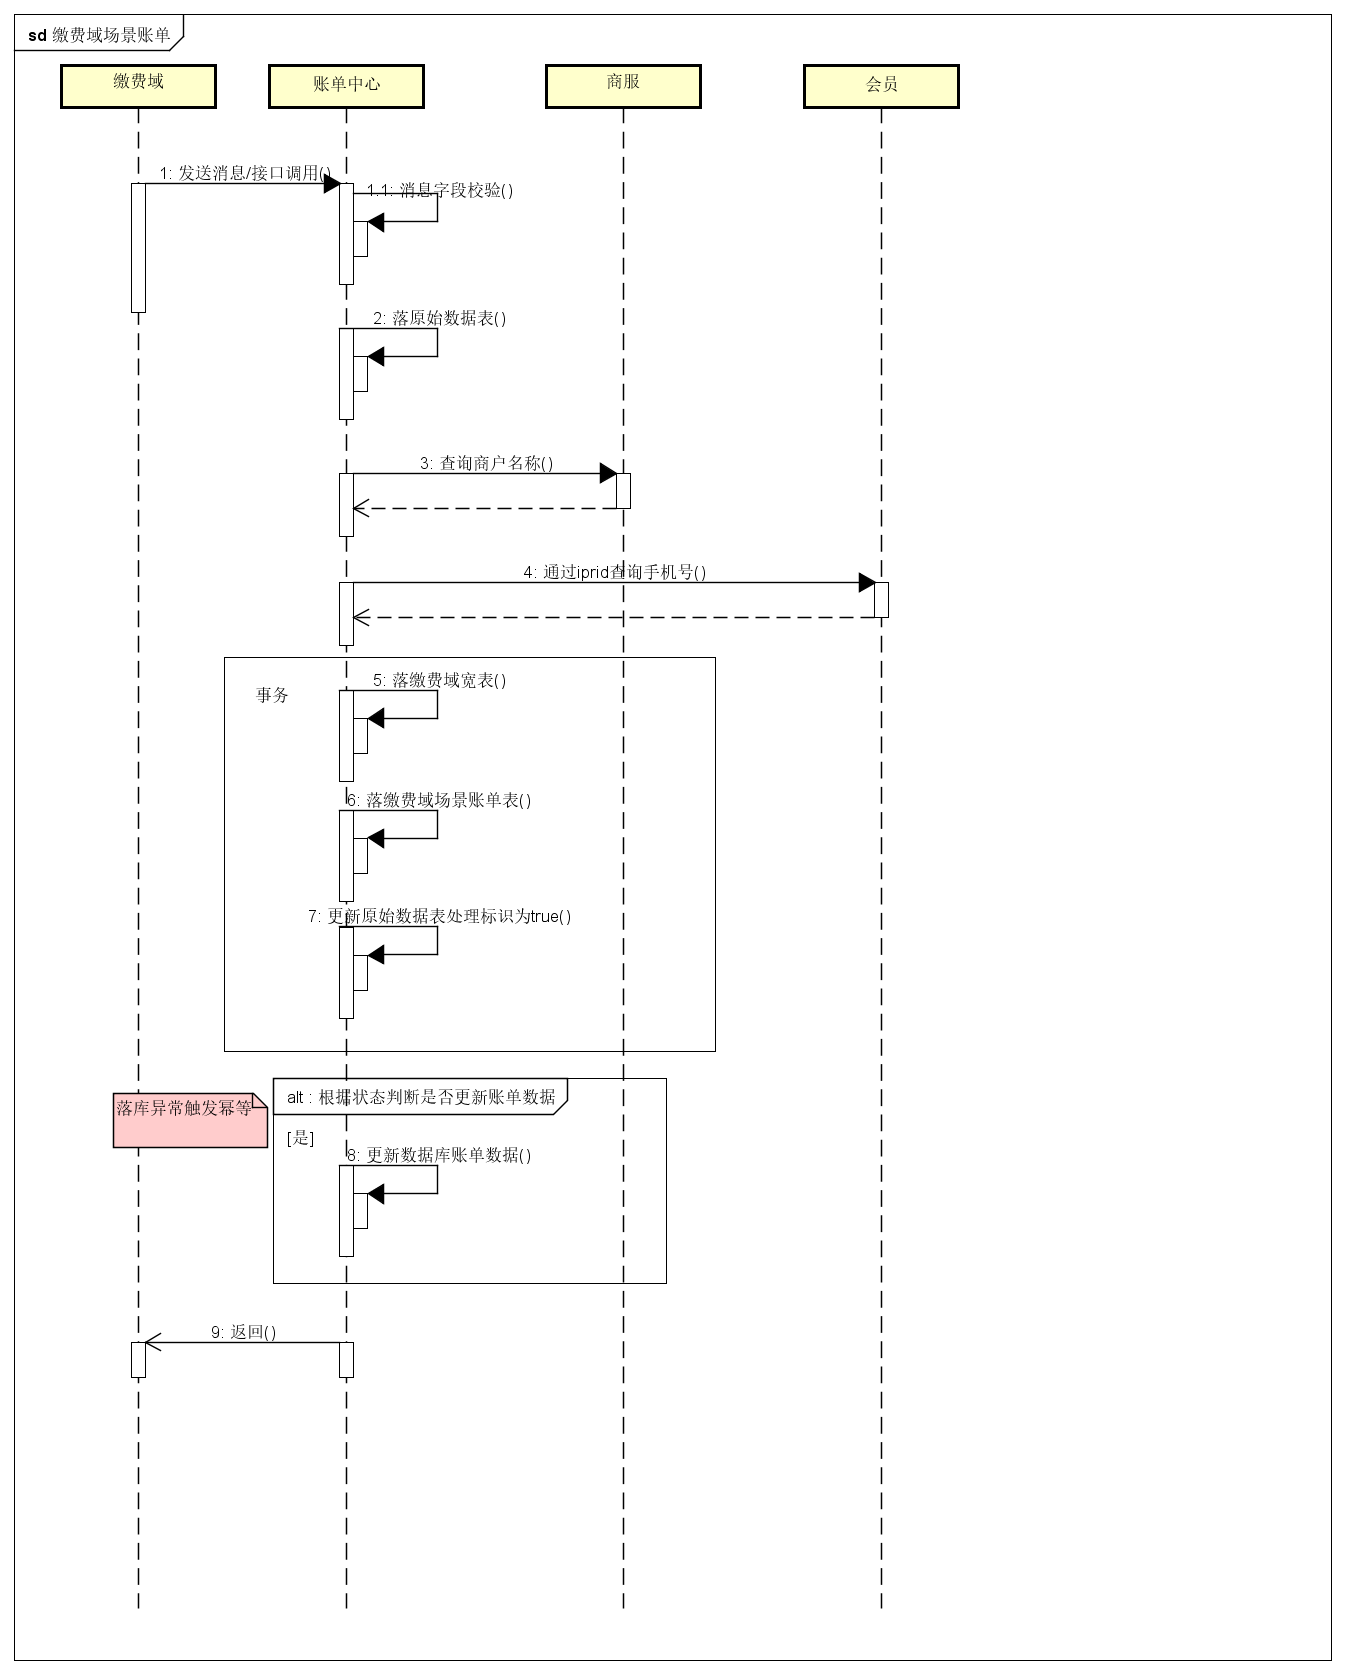 sd 缴费域场景账单
缴费域
账单中心
商服
会员
1: 发送消息/接口调用()
1.1: 消息字段校验()
2: 落原始数据表()
3: 查询商户名称()
4: 通过iprid查询手机号()
事务
5: 落缴费域宽表()
6: 落缴费域场景账单表()
7: 更新原始数据表处理标识为true()
alt : 根据状态判断是否更新账单数据
落库异常触发幂等
[是]
8: 更新数据库账单数据()
9: 返回()